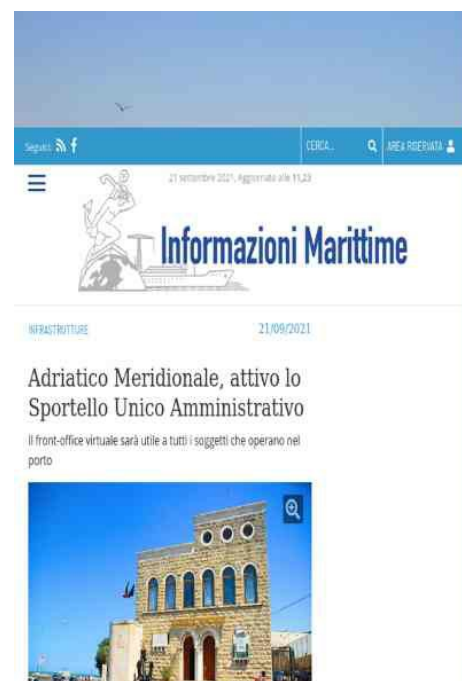 Seguici:
CERCA...
AREA RISERVATA
21 settembre 2021, Aggiornato alle 11,23
Informazioni Marittime
INFRASTRUTTURE
21/09/2021
Adriatico Meridionale, attivo lo
Sportello Unico Amministrativo
Il front-office virtuale sarà utile a tutti i soggetti che operano nel
porto